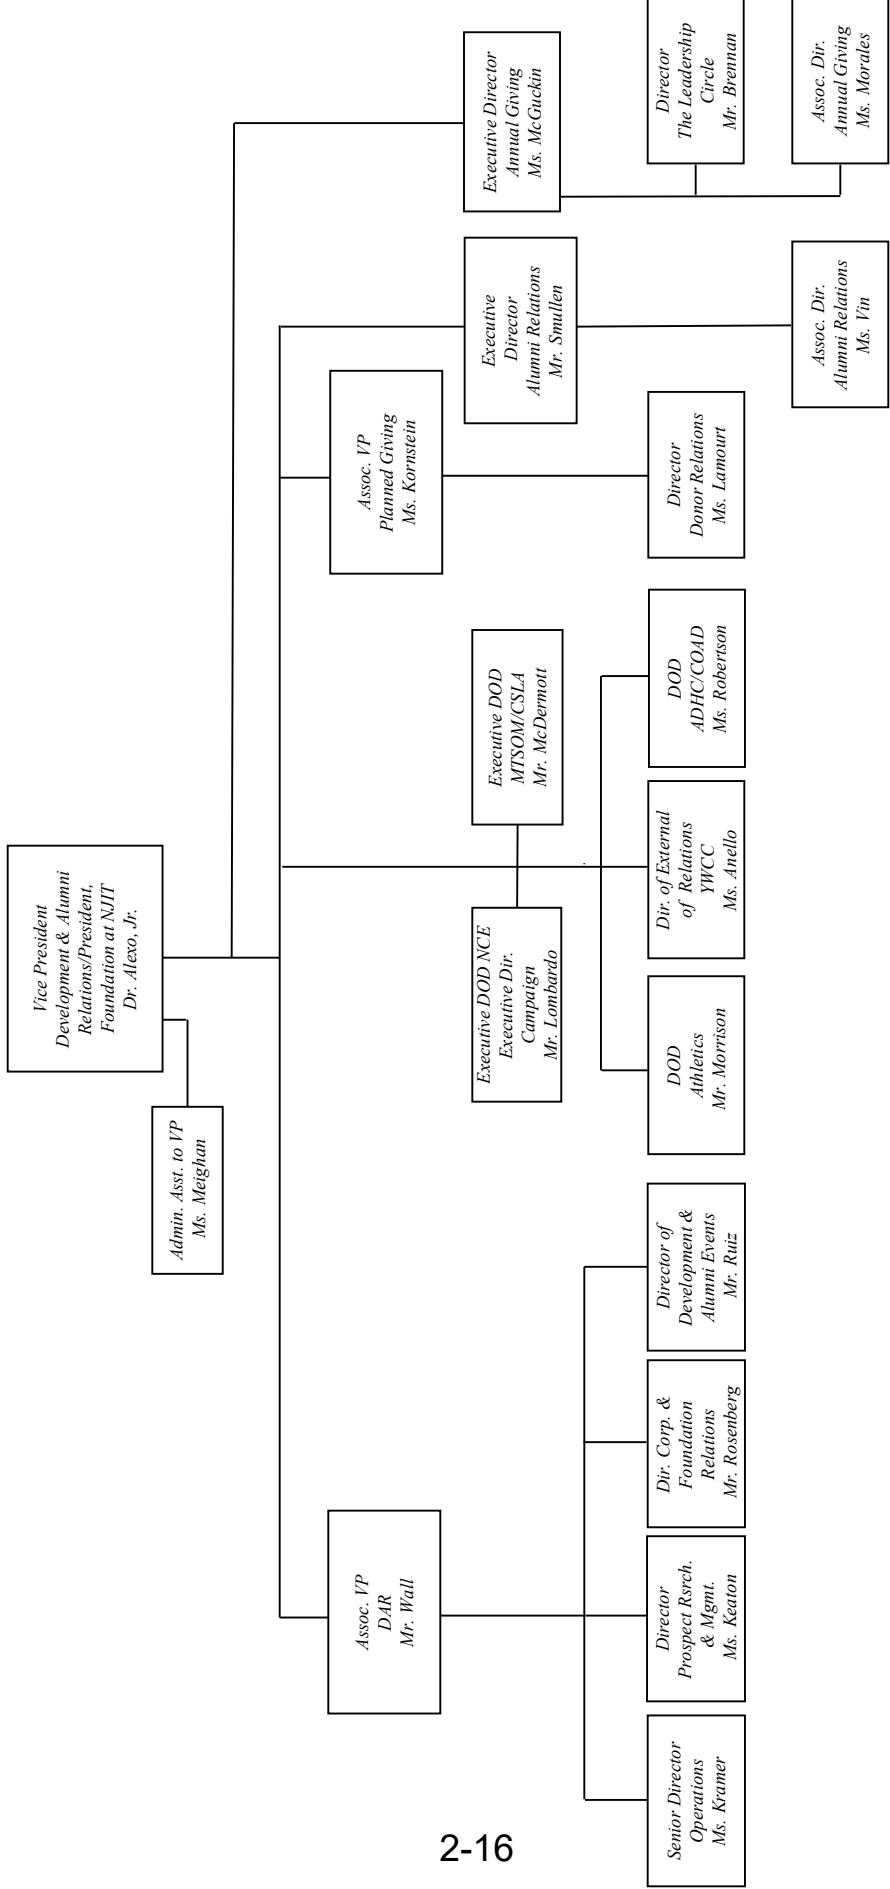 Vice President
Development & Alumni
Relations/President,
Foundation at NJIT
Dr. Alexo, Jr.
Admin. Asst. to VP
Ms. Meighan
Assoc. VP
DAR
Mr. Wall
Assoc. VP
Planned Giving
Ms. Kornstein
Executive DOD NCE
Executive Dir.
Campaign
Mr. Lombardo
Executive DOD
MTSOM/CSLA
Mr. McDermott
Executive
Director
Alumni Relations
Mr. Smullen
Executive Director
Annual Giving
Ms. McGuckin
Senior Director
Operations
Ms. Kramer
Director
Prospect Rsrch.
& Mgmt.
Ms. Keaton
Dir. Corp. &
Foundation
Relations
Mr. Rosenberg
Director of
Development &
Alumni Events
Mr. Ruiz
DOD
Athletics
Mr. Morrison
Dir. of External
of Relations
YWCC
Ms. Anello
DOD
ADHC/COAD
Ms. Robertson
Director
Donor Relations
Ms. Lamourt
Director
The Leadership
Circle
Mr. Brennan
Assoc. Dir.
Alumni Relations
Ms. Vin
Assoc. Dir.
Annual Giving
Ms. Morales
2-16